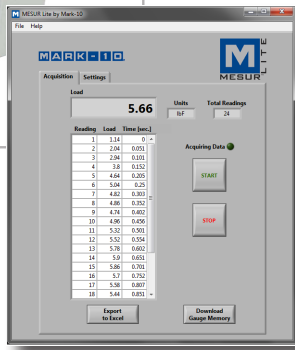 MESUR Lite by Mark-10
File Help
MARK-10
M
MESUR
LITE
Acquisition Settings
Load
5.66
Units
lbF
Total Readings
24
Reading Load Time [sec.]
1 1.14 0
2 2.04 0.051
3 2.94 0.101
4 3.8 0.152
5 4.64 0.205
6 5.04 0.25
7 4.82 0.303
8 4.86 0.352
9 4.74 0.402
10 4.96 0.456
11 5.32 0.501
12 5.52 0.554
13 5.78 0.602
14 5.9 0.651
15 5.86 0.701
16 5.7 0.752
17 5.58 0.807
18 5.44 0.851
Acquiring Data
START
STOP
Export
to Excel
Download
Gauge Memory